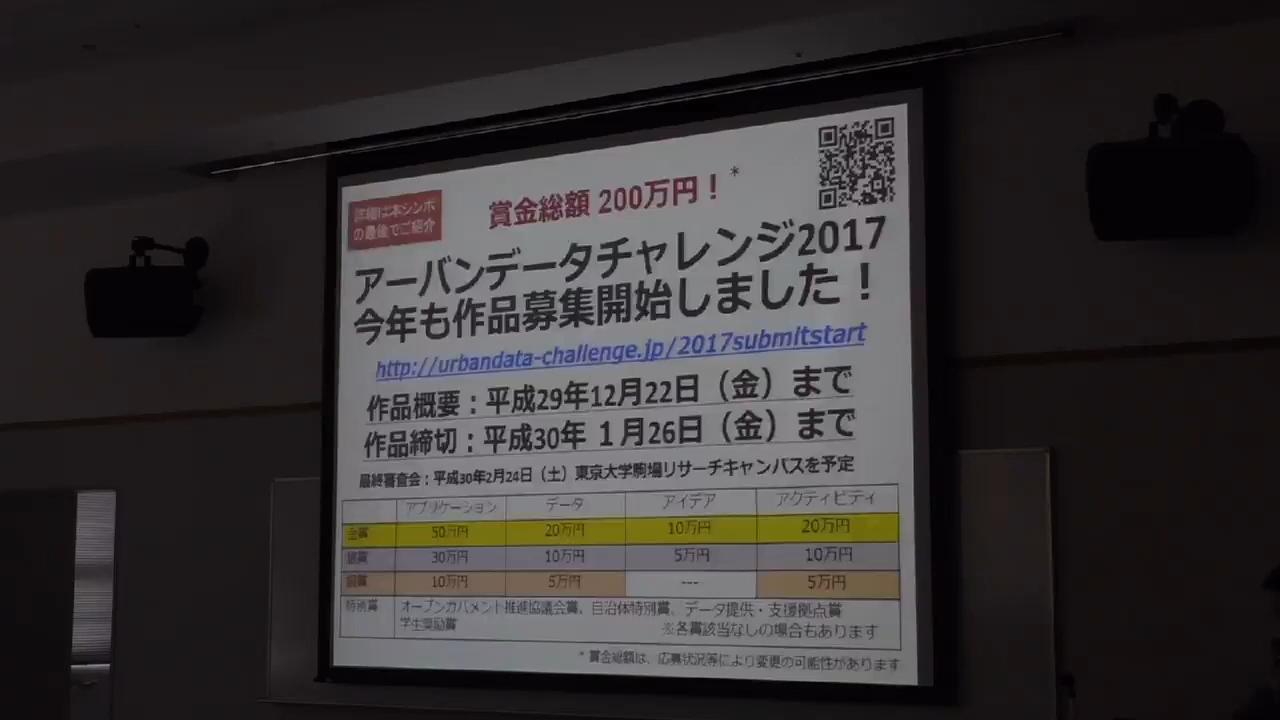 詳細は本シンポ
の最後でご紹介
賞金総額 200万円！*
アーバンデータチャレンジ2017
今年も作品募集開始しました！
http://urbandata-challenge.jp/2017submitstart
作品概要：平成29年12月22日（金）まで
作品締切：平成30年 1月26日（金）まで
最終審査会：平成30年2月24日（土）東京大学駒場リサーチキャンパスを予定
アプリケーション データ アイデア アクティビティ
金賞 50万円 20万円 10万円 20万円
銀賞 30万円 10万円 5万円 10万円
銅賞 10万円 5万円 --- 5万円
特別賞 オープンガバメント推進協議会賞、自治体特別賞、データ提供・支援拠点賞
学生奨励賞 ※各賞該当なしの場合もあります
* 賞金総額は、応募状況等により変更の可能性があります